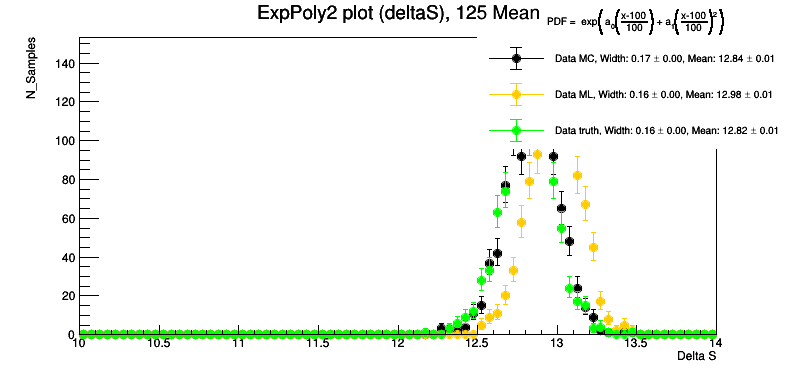 ExpPoly2 plot (deltaS), 125 Mean
PDF = exp(a₀(x-100/100) + a₁(x-100/100)²)
Data MC, Width: 0.17 ± 0.00, Mean: 12.84 ± 0.01
Data ML, Width: 0.16 ± 0.00, Mean: 12.98 ± 0.01
Data truth, Width: 0.16 ± 0.00, Mean: 12.82 ± 0.01
N_Samples
140
120
100
80
60
40
20
0
10 10.5 11 11.5 12 12.5 13 13.5 14
Delta S